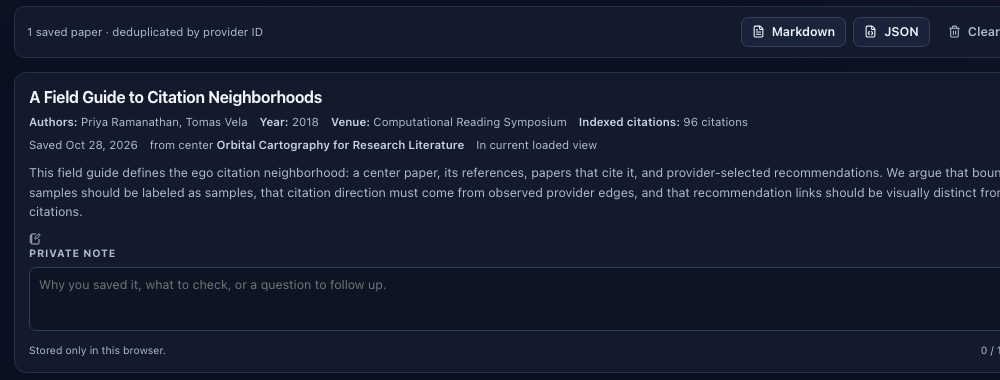 1 saved paper · deduplicated by provider ID
Markdown
JSON
Clear
A Field Guide to Citation Neighborhoods
Authors: Priya Ramanathan, Tomas Vela Year: 2018 Venue: Computational Reading Symposium Indexed citations: 96 citations
Saved Oct 28, 2026 from center Orbital Cartography for Research Literature In current loaded view
This field guide defines the ego citation neighborhood: a center paper, its references, papers that cite it, and provider-selected recommendations. We argue that
samples should be labeled as samples, that citation direction must come from observed provider edges, and that recommendation links should be visually distinct
citations.
PRIVATE NOTE
Why you saved it, what to check, or a question to follow up.
Stored only in this browser.
0 /